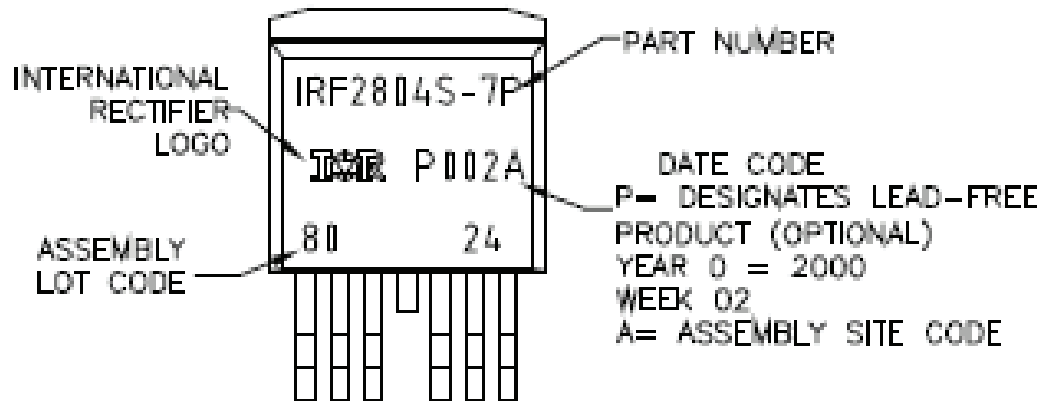 INTERNATIONAL
RECTIFIER
LOGO
ASSEMBLY
LOT CODE
IRF2804S-7P
IOR P002A
80 24
PART NUMBER
DATE CODE
P= DESIGNATES LEAD-FREE
PRODUCT (OPTIONAL)
YEAR 0 = 2000
WEEK 02
A= ASSEMBLY SITE CODE